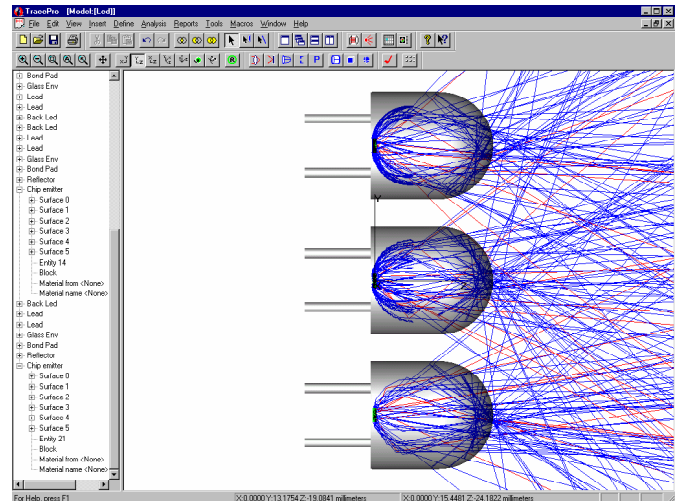 TracePro - [Model:[Led]]
File Edit View Insert Define Analysis Reports Tools Macros Window Help
Bond Pad
Glass Env
Lead
Lead
Back Led
Back Led
Lead
Lead
Glass Env
Bond Pad
Reflector
Chip emitter
Surface 0
Surface 1
Surface 2
Surface 3
Surface 4
Surface 5
Entity 14
Block
Material from <None>
Material name <None>
Back Led
Lead
Lead
Glass Env
Bond Pad
Reflector
Chip emitter
Surface 0
Surface 1
Surface 2
Surface 3
Surface 4
Surface 5
Entity 21
Block
Material from <None>
Material name <None>
Y
For Help, press F1
X:0.0000 Y:13.1754 Z:-19.0841 millimeters
X:0.0000 Y:15.4481 Z:-24.1822 millimeters